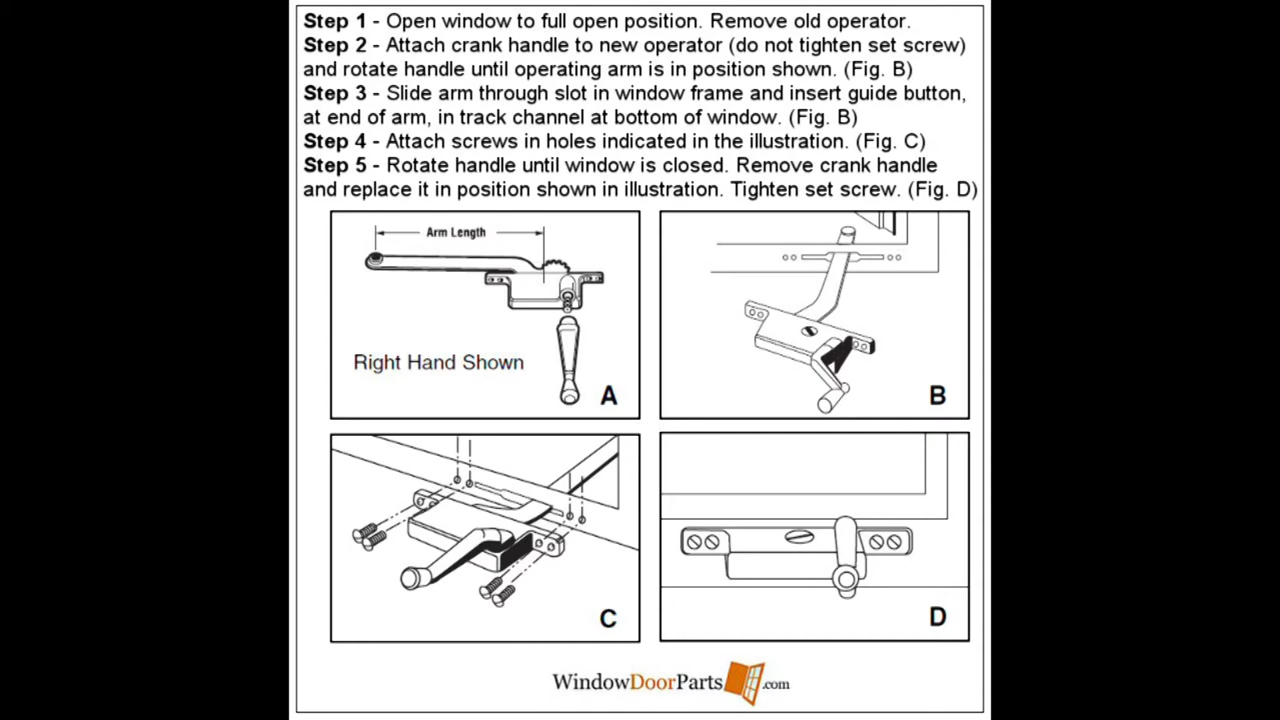 Step 1 - Open window to full open position. Remove old operator.
Step 2 - Attach crank handle to new operator (do not tighten set screw)
and rotate handle until operating arm is in position shown. (Fig. B)
Step 3 - Slide arm through slot in window frame and insert guide button,
at end of arm, in track channel at bottom of window. (Fig. B)
Step 4 - Attach screws in holes indicated in the illustration. (Fig. C)
Step 5 - Rotate handle until window is closed. Remove crank handle
and replace it in position shown in illustration. Tighten set screw. (Fig. D)
Arm Length
Right Hand Shown
A
B
C
D
WindowDoorParts.com